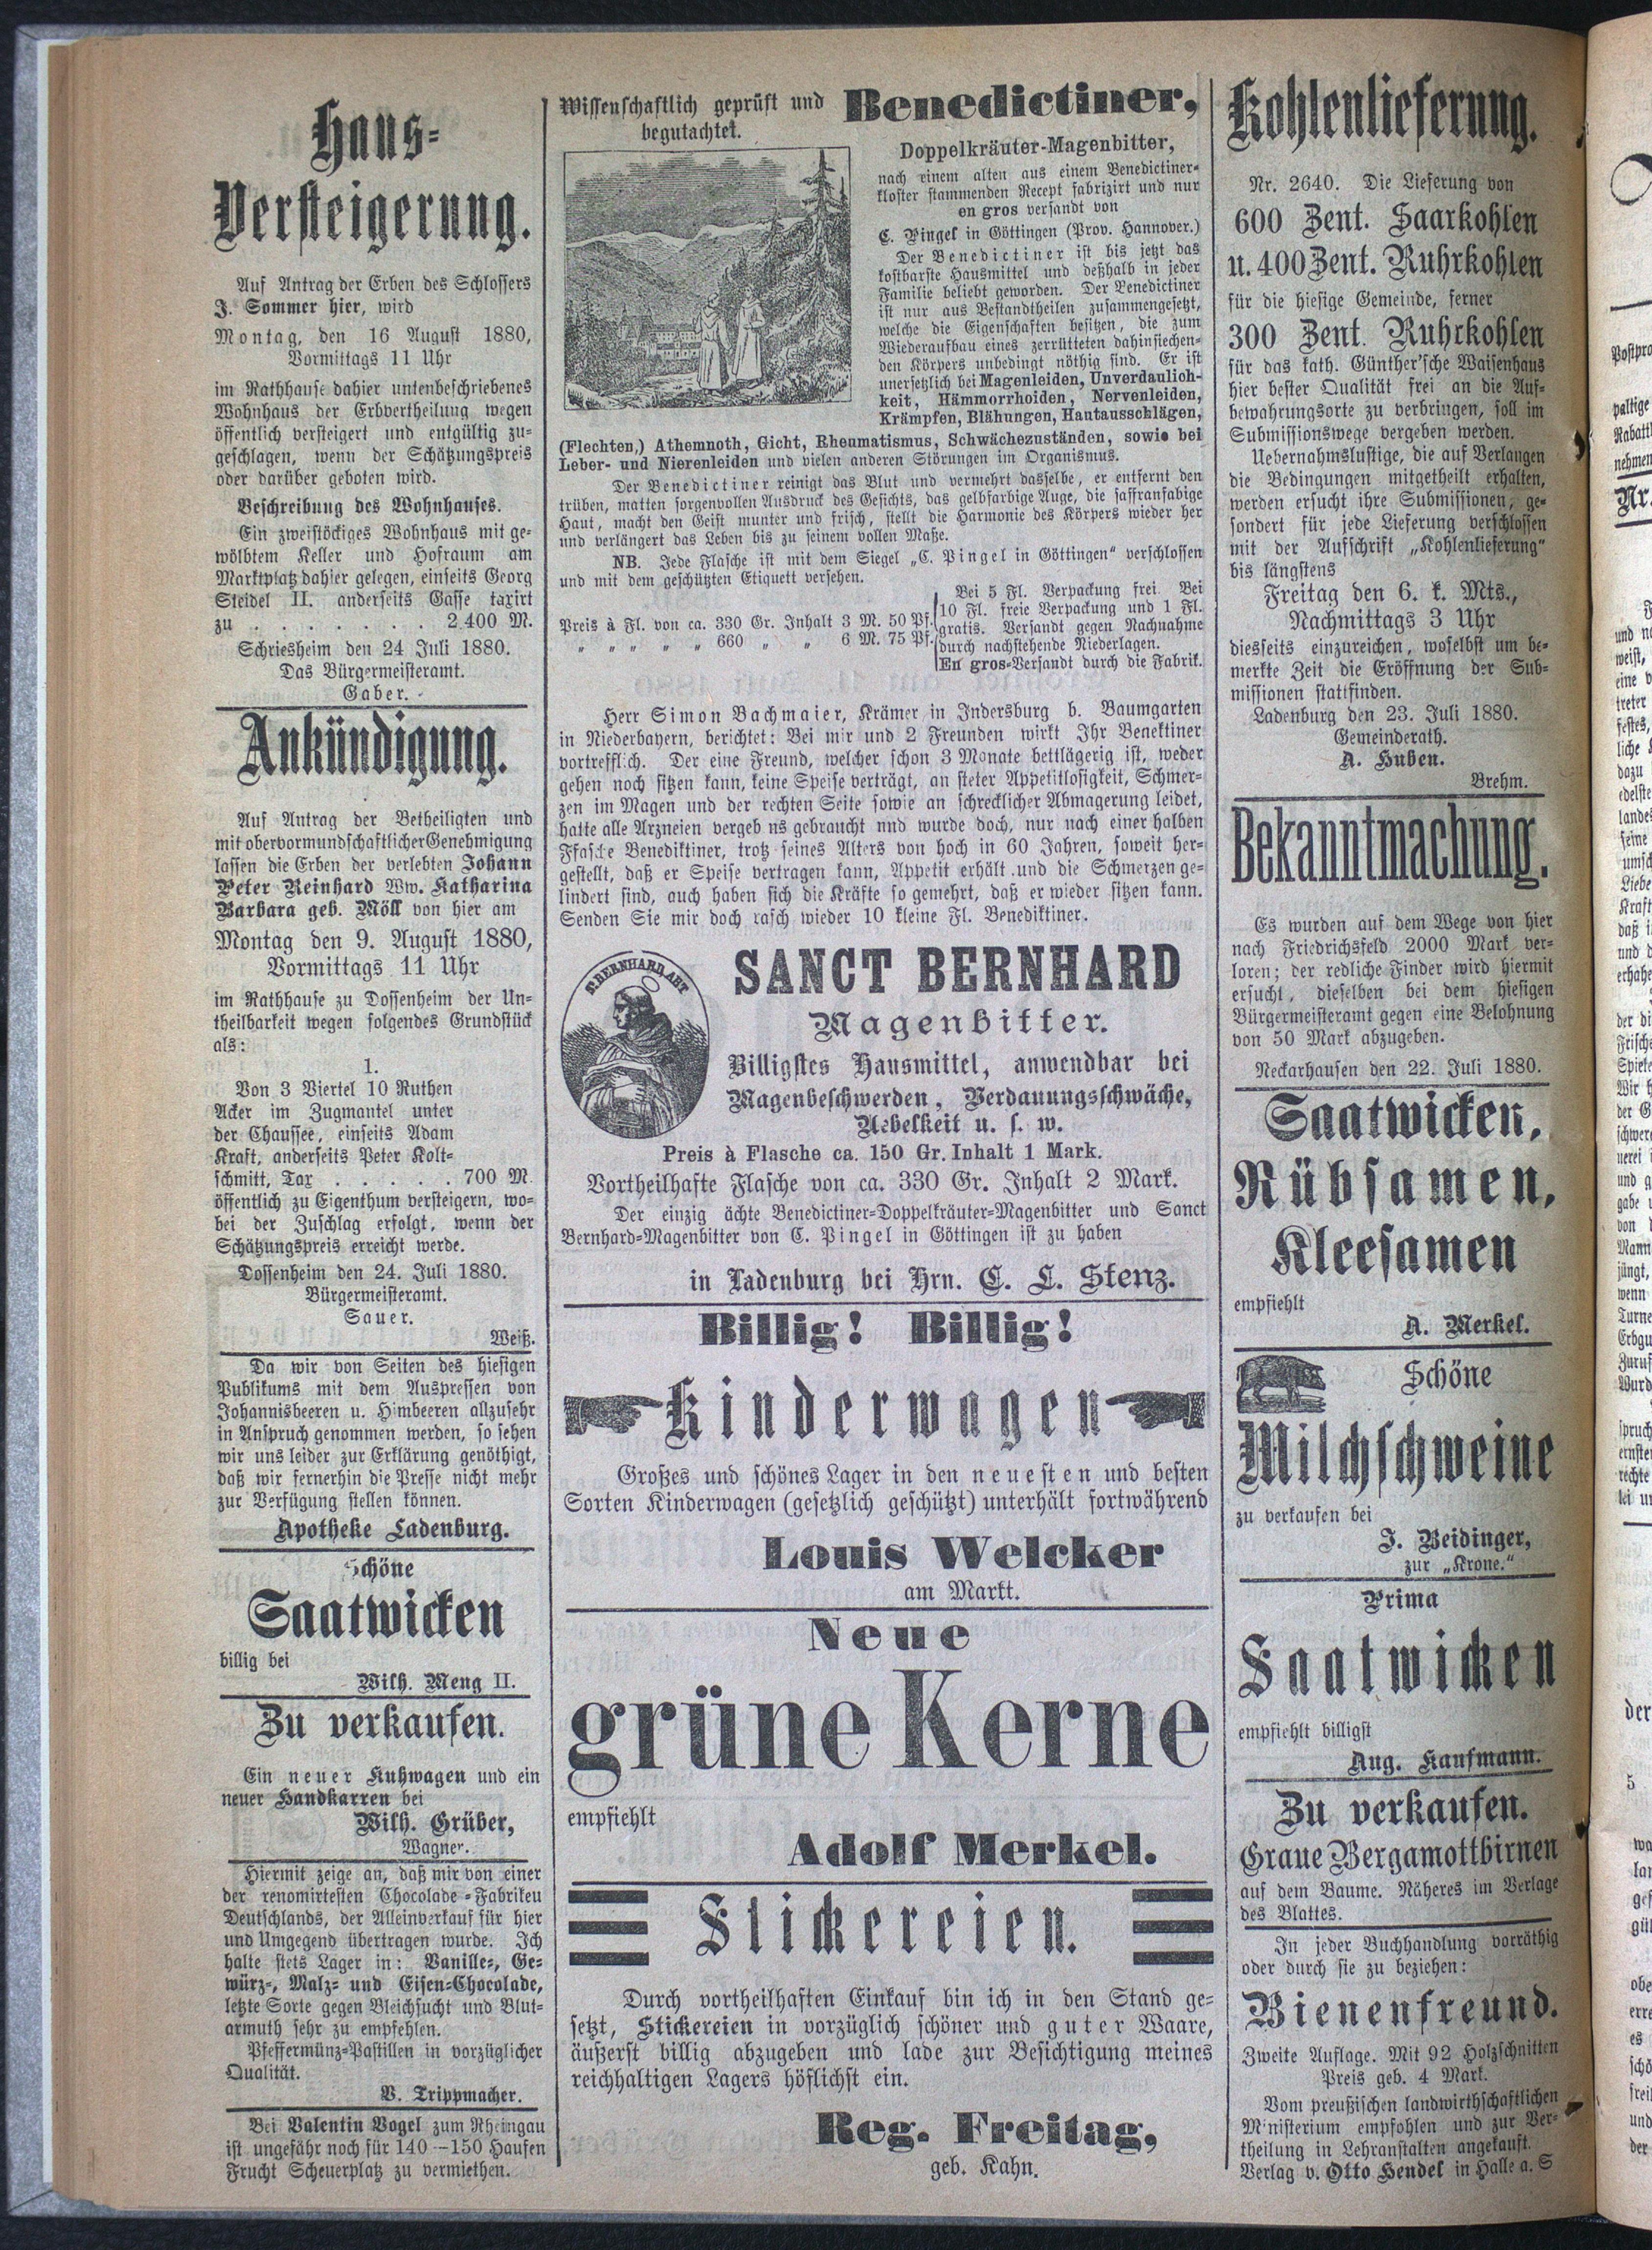 Haus-
Versteigerung.
Auf Antrag der Erben des Schlossers
J. Sommer hier, wird
Montag, den 16 August 1880,
Vormittags 11 Uhr
im Rathhause dahier untenbeschriebenes
Wohnhaus der Erbvertheilung wegen
öffentlich versteigert und entgültig zu-
geschlagen, wenn der Schätzungspreis
oder darüber geboten wird.
Beschreibung des Wohnhauses.
Ein zweistöckiges Wohnhaus mit ge-
wölbtem Keller und Hofraum am
Marktplatz dahier gelegen, einseits Georg
Steidel II. anderseits Gasse taxirt
zu . . . . . . . 2.400 M.
Schriesheim den 24 Juli 1880.
Das Bürgermeisteramt.
Gaber.
Ankündigung.
Auf Antrag der Betheiligten und
mit obervormundschaftlicher Genehmigung
lassen die Erben der verlebten Johann
Peter Reinhard Ww. Katharina
Barbara geb. Möll von hier am
Montag den 9. August 1880,
Vormittags 11 Uhr
im Rathhause zu Dossenheim der Un-
theilbarkeit wegen folgendes Grundstück
als:
1.
Von 3 Viertel 10 Ruthen
Acker im Zugmantel unter
der Chaussee, einseits Adam
Kraft, anderseits Peter Kolt-
schmitt, Tax . . . . . 700 M.
öffentlich zu Eigenthum versteigern, wo-
bei der Zuschlag erfolgt, wenn der
Schätzungspreis erreicht werde.
Dossenheim den 24. Juli 1880.
Bürgermeisteramt.
Sauer.
Weiß.
Da wir von Seiten des hiesigen
Publikums mit dem Auspressen von
Johannisbeeren u. Himbeeren allzusehr
in Anspruch genommen werden, so sehen
wir uns leider zur Erklärung genöthigt,
daß wir fernerhin die Presse nicht mehr
zur Verfügung stellen können.
Apotheke Ladenburg.
Schöne
Saatwicken
billig bei
Wilh. Meng II.
Zu verkaufen.
Ein neuer Kuhwagen und ein
neuer Handkarren bei
Wilh. Grüber,
Wagner.
Hiermit zeige an, daß mir von einer
der renomirtesten Chocolade-Fabriken
Deutschlands, der Alleinverkauf für hier
und Umgegend übertragen wurde. Ich
halte stets Lager in: Vanille-, Ge-
würz-, Malz- und Eisen-Chocolade,
letzte Sorte gegen Bleichsucht und Blut-
armuth sehr zu empfehlen.
Pfeffermünz-Pastillen in vorzüglicher
Qualität.
V. Trippmacher.
Bei Valentin Vogel zum Rheingau
ist ungefähr noch für 140—150 Haufen
Frucht Scheuerplatz zu vermiethen.
Wissenschaftlich geprüft und
begutachtet.
Benedictiner,
Doppelkräuter-Magenbitter,
nach einem alten aus einem Benedictiner-
kloster stammenden Recept fabrizirt und nur
en gros versandt von
C. Pingel in Göttingen (Prov. Hannover.)
Der Benedictiner ist bis jetzt das
kostbarste Hausmittel und deßhalb in jeder
Familie beliebt geworden. Der Benedictiner
ist nur aus Bestandtheilen zusammengesetzt,
welche die Eigenschaften besitzen, die zum
Wiederaufbau eines zerrütteten dahinsiechen-
den Körpers unbedingt nöthig sind. Er ist
unersetzlich bei Magenleiden, Unverdaulich-
keit, Hämmorrhoiden, Nervenleiden,
Krämpfen, Blähungen, Hautausschlägen,
(Flechten,) Athemnoth, Gicht, Rheumatismus, Schwächezuständen, sowie bei
Leber- und Nierenleiden und vielen anderen Störungen im Organismus.
Der Benedictiner reinigt das Blut und vermehrt dasselbe, er entfernt den
trüben, matten sorgenvollen Ausdruck des Gesichts, das gelbfarbige Auge, die saffranfabige
Haut, macht den Geist munter und frisch, stellt die Harmonie des Körpers wieder her
und verlängert das Leben bis zu seinem vollen Maße.
NB. Jede Flasche ist mit dem Siegel „C. Pingel in Göttingen“ verschlossen
und mit dem geschützten Etiquett versehen.
Preis à Fl. von ca. 330 Gr. Inhalt 3 M. 50 Pf.
„ „ „ „ „ 660 „ „ 6 M. 75 Pf.
Bei 5 Fl. Verpackung frei. Bei
10 Fl. freie Verpackung und 1 Fl.
gratis. Versandt gegen Nachnahme
durch nachstehende Niederlagen.
En gros-Versandt durch die Fabrik.
Herr Simon Bachmaier, Krämer in Indersburg b. Baumgarten
in Niederbayern, berichtet: Bei mir und 2 Freunden wirkt Ihr Benektiner
vortrefflich. Der eine Freund, welcher schon 3 Monate bettlägerig ist, weder
gehen noch sitzen kann, keine Speise verträgt, an steter Appetitlosigkeit, Schmer-
zen im Magen und der rechten Seite sowie an schrecklicher Abmagerung leidet,
hatte alle Arzneien vergeb ns gebraucht nnd wurde doch, nur nach einer halben
Ffasche Benediktiner, trotz seines Alters von hoch in 60 Jahren, soweit her-
gestellt, daß er Speise vertragen kann, Appetit erhält und die Schmerzen ge-
lindert sind, auch haben sich die Kräfte so gemehrt, daß er wieder sitzen kann.
Senden Sie mir doch rasch wieder 10 kleine Fl. Benediktiner.
S. BERNHARD ABT
SANCT BERNHARD
Magenbitter.
Billigstes Hausmittel, anwendbar bei
Magenbeschwerden, Verdauungsschwäche,
Uebelkeit u. s. w.
Preis à Flasche ca. 150 Gr. Inhalt 1 Mark.
Vortheilhafte Flasche von ca. 330 Gr. Inhalt 2 Mark.
Der einzig ächte Benedictiner-Doppelkräuter-Magenbitter und Sanct
Bernhard-Magenbitter von C. Pingel in Göttingen ist zu haben
in Ladenburg bei Hrn. C. L. Stenz.
Billig! Billig!
Kinderwagen
Großes und schönes Lager in den neuesten und besten
Sorten Kinderwagen (gesetzlich geschützt) unterhält fortwährend
Louis Welcker
am Markt.
Neue
grüne Kerne
empfiehlt
Adolf Merkel.
Stickereien.
Durch vortheilhaften Einkauf bin ich in den Stand ge-
setzt, Stickereien in vorzüglich schöner und guter Waare,
äußerst billig abzugeben und lade zur Besichtigung meines
reichhaltigen Lagers höflichst ein.
Reg. Freitag,
geb. Kahn.
Kohlenlieferung.
Nr. 2640. Die Lieferung von
600 Zent. Saarkohlen
u. 400 Zent. Ruhrkohlen
für die hiesige Gemeinde, ferner
300 Zent. Ruhrkohlen
für das kath. Günther'sche Waisenhaus
hier bester Qualität frei an die Auf-
bewahrungsorte zu verbringen, soll im
Submissionswege vergeben werden.
Uebernahmslustige, die auf Verlangen
die Bedingungen mitgetheilt erhalten,
werden ersucht ihre Submissionen, ge-
sondert für jede Lieferung verschlossen
mit der Aufschrift „Kohlenlieferung“
bis längstens
Freitag den 6. k. Mts.,
Nachmittags 3 Uhr
diesseits einzureichen, woselbst um be-
merkte Zeit die Eröffnung der Sub-
missionen stattfinden.
Ladenburg den 23. Juli 1880.
Gemeinderath.
A. Huben.
Brehm.
Bekanntmachung.
Es wurden auf dem Wege von hier
nach Friedrichsfeld 2000 Mark ver-
loren; der redliche Finder wird hiermit
ersucht, dieselben bei dem hiesigen
Bürgermeisteramt gegen eine Belohnung
von 50 Mark abzugeben.
Neckarhausen den 22. Juli 1880.
Saatwicken,
Rübsamen,
Kleesamen
empfiehlt
A. Merkel.
Schöne
Milchschweine
zu verkaufen bei
J. Beidinger,
zur „Krone.“
Prima
Saatwicken
empfiehlt billigst
Aug. Kaufmann.
Zu verkaufen.
Graue Bergamottbirnen
auf dem Baume. Näheres im Verlage
des Blattes.
In jeder Buchhandlung vorräthig
oder durch sie zu beziehen:
Bienenfreund.
Zweite Auflage. Mit 92 Holzschnitten
Preis geb. 4 Mark.
Vom preußischen landwirthschaftlichen
Ministerium empfohlen und zur Ver-
theilung in Lehranstalten angekauft.
Verlag v. Otto Hendel in Halle a. S